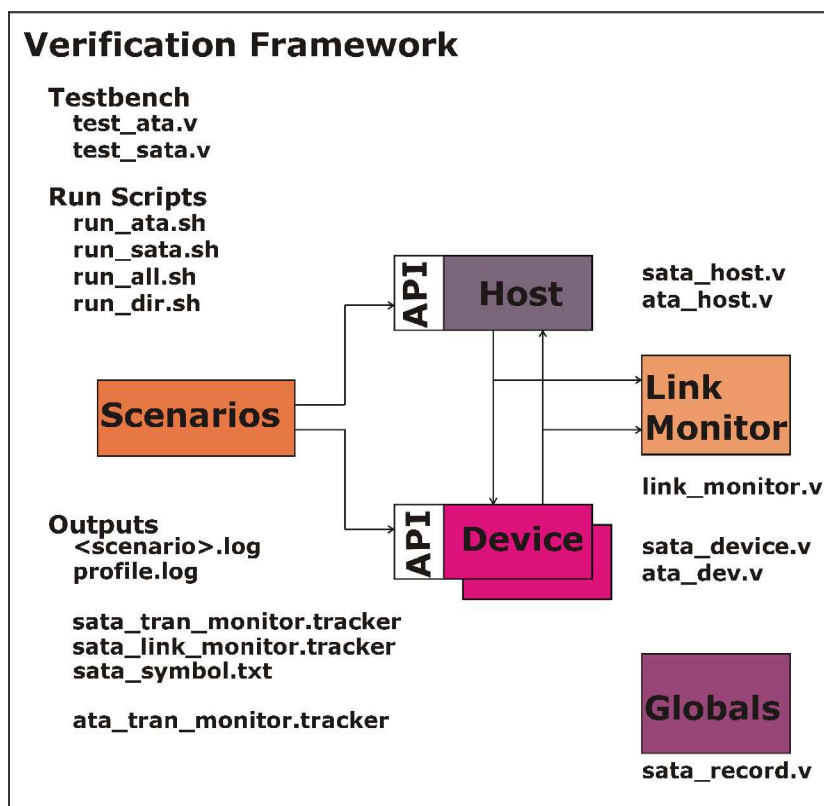 Verification Framework
Testbench
test_ata.v
test_sata.v
Run Scripts
run_ata.sh
run_sata.sh
run_all.sh
run_dir.sh
API
Host
sata_host.v
ata_host.v
Scenarios
Link
Monitor
link_monitor.v
Outputs
<scenario>.log
profile.log
sata_tran_monitor.tracker
sata_link_monitor.tracker
sata_symbol.txt
ata_tran_monitor.tracker
API
Device
sata_device.v
ata_dev.v
Globals
sata_record.v